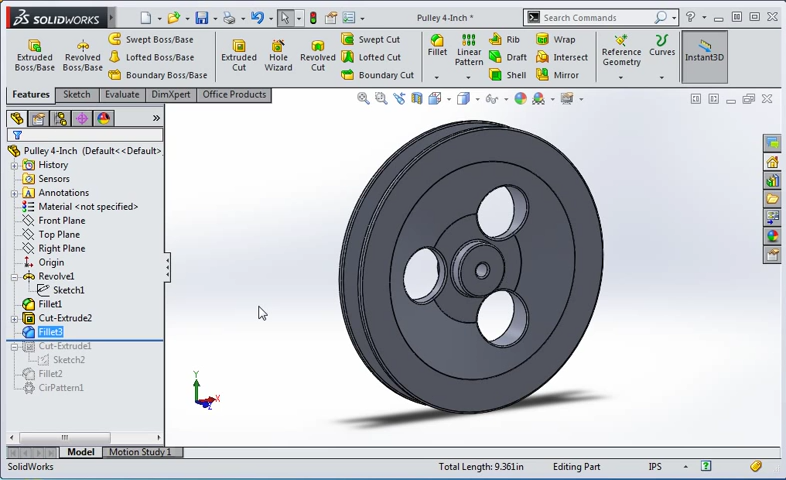 SOLIDWORKS
Pulley 4-Inch *
Search Commands
Extruded Boss/Base
Revolved Boss/Base
Swept Boss/Base
Lofted Boss/Base
Boundary Boss/Base
Extruded Cut
Hole Wizard
Revolved Cut
Swept Cut
Lofted Cut
Boundary Cut
Fillet
Linear Pattern
Rib
Draft
Shell
Wrap
Intersect
Mirror
Reference Geometry
Curves
Instant3D
Features
Sketch
Evaluate
DimXpert
Office Products
Pulley 4-Inch (Default<<Default>
History
Sensors
Annotations
Material <not specified>
Front Plane
Top Plane
Right Plane
Origin
Revolve1
Sketch1
Fillet1
Cut-Extrude2
Fillet3
Cut-Extrude1
Sketch2
Fillet2
CirPattern1
Y
X
Z
Model
Motion Study 1
SolidWorks
Total Length: 9.361in
Editing Part
IPS